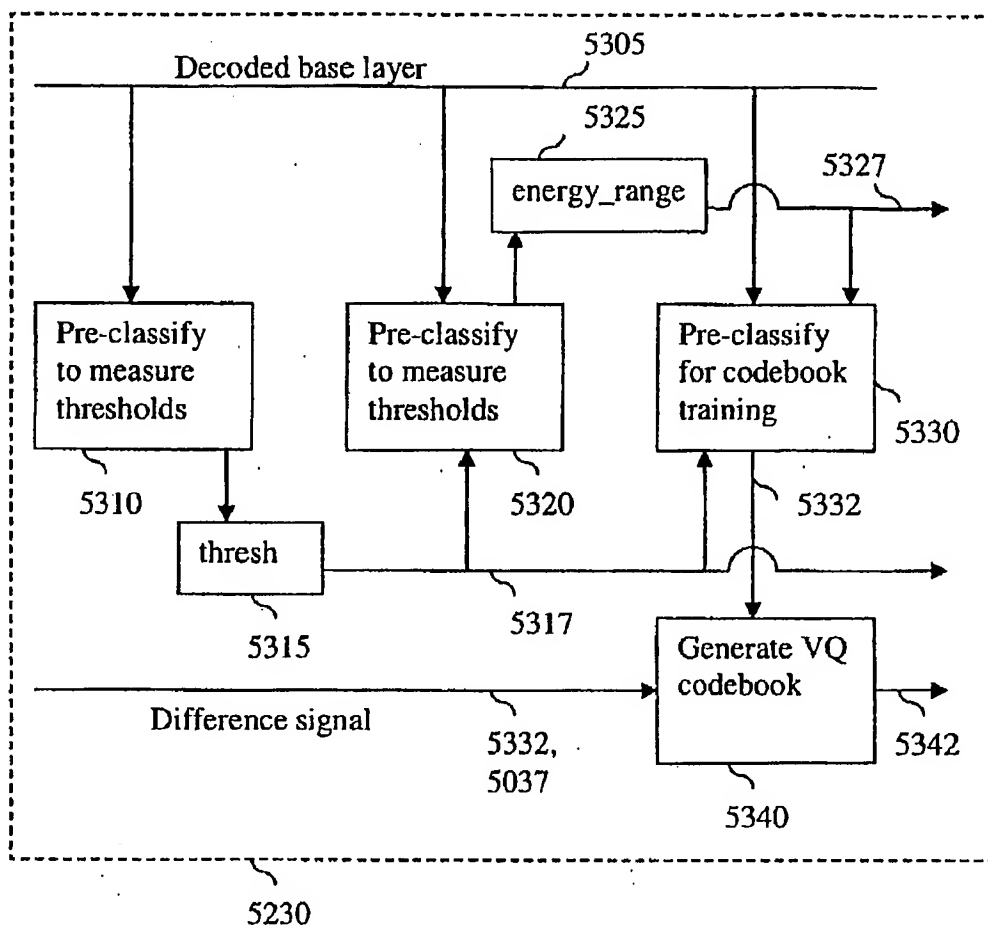 5305
Decoded base layer
5325
5327
energy_range
Pre-classify
to measure
thresholds
Pre-classify
to measure
thresholds
Pre-classify
for codebook
training
5330
5310
5320
5332
thresh
5315
5317
Generate VQ
codebook
Difference signal
5332,
5037
5342
5340
5230